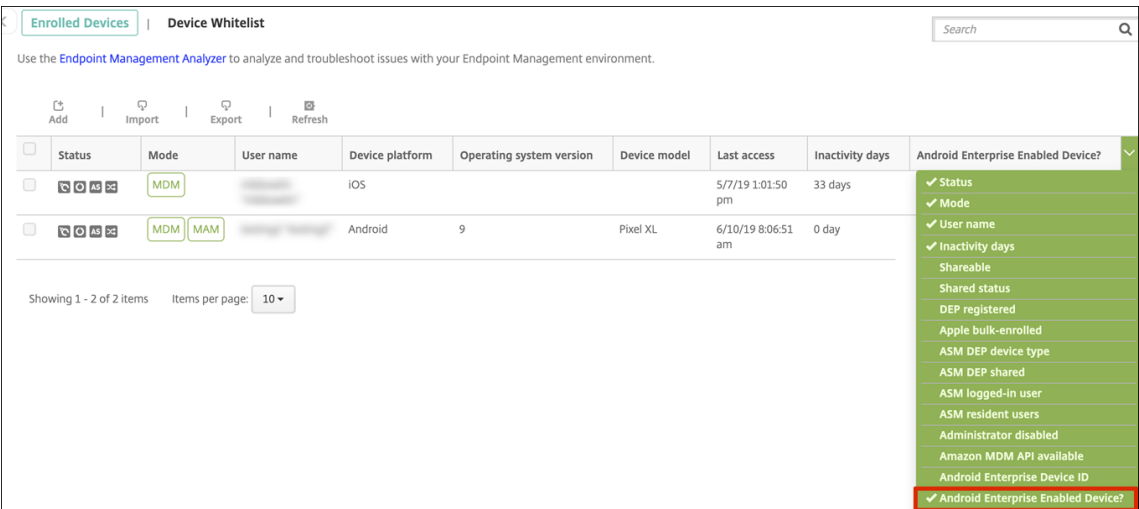 Enrolled Devices | Device Whitelist
Search
Use the Endpoint Management Analyzer to analyze and troubleshoot issues with your Endpoint Management environment.
Add | Import | Export | Refresh
Status Mode User name Device platform Operating system version Device model Last access Inactivity days Android Enterprise Enabled Device?
AS MDM iOS 5/7/19 1:01:50 33 days
pm
AS MDM MAM Android 9 Pixel XL 6/10/19 8:06:51 0 day
am
Showing 1 - 2 of 2 items Items per page: 10
Status
Mode
User name
Inactivity days
Shareable
Shared status
DEP registered
Apple bulk-enrolled
ASM DEP device type
ASM DEP shared
ASM logged-in user
ASM resident users
Administrator disabled
Amazon MDM API available
Android Enterprise Device ID
Android Enterprise Enabled Device?